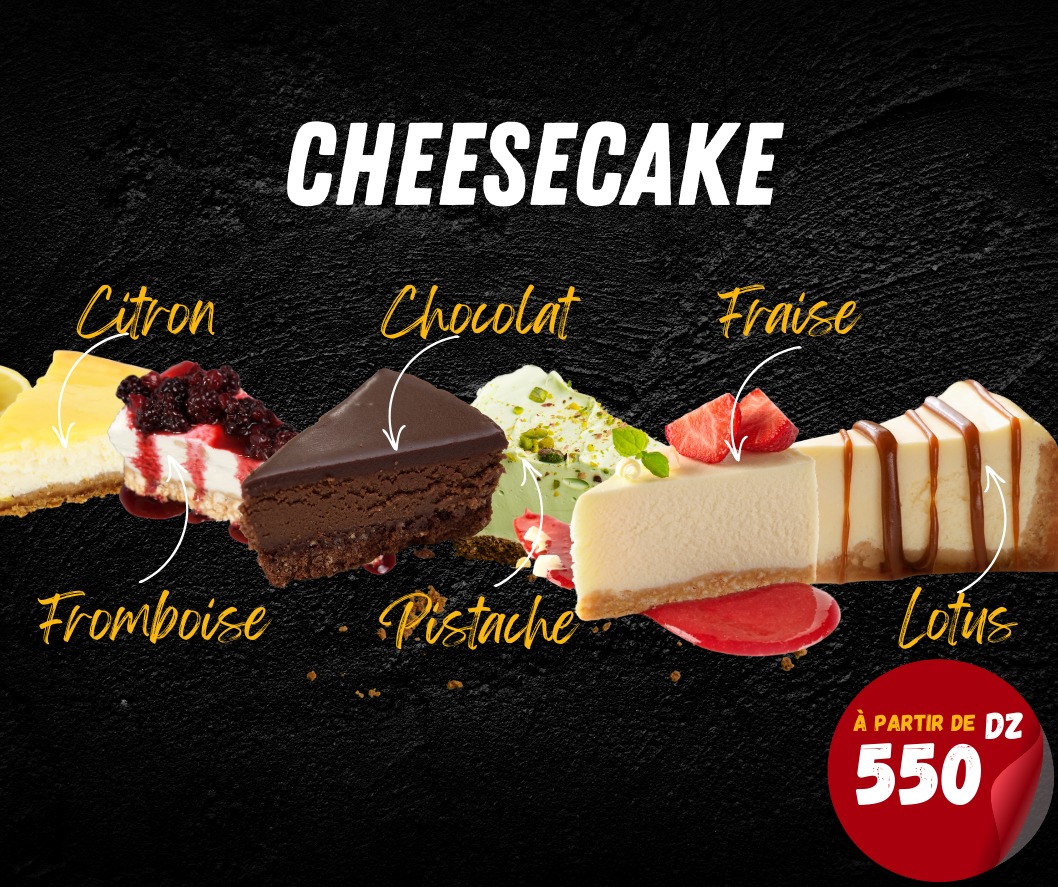 CHEESECAKE
Citron
Chocolat
Fraise
Fromboise
Pistache
Lotus
À PARTIR DE DZ
550